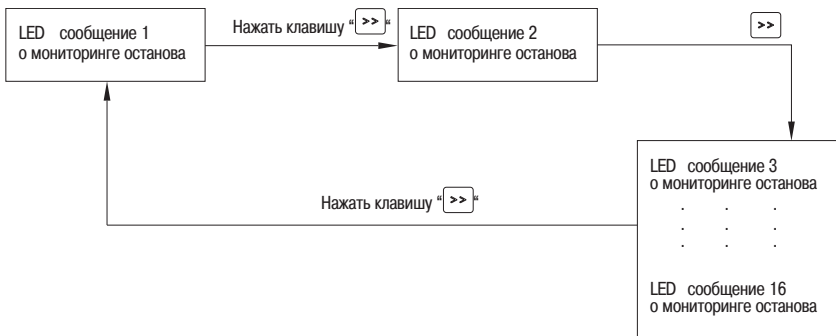 LED сообщение 1
о мониторинге останова
Нажать клавишу “ >> “
LED сообщение 2
о мониторинге останова
>>
LED сообщение 3
о мониторинге останова
. . .
. . .
. . .
LED сообщение 16
о мониторинге останова
Нажать клавишу “ >> “